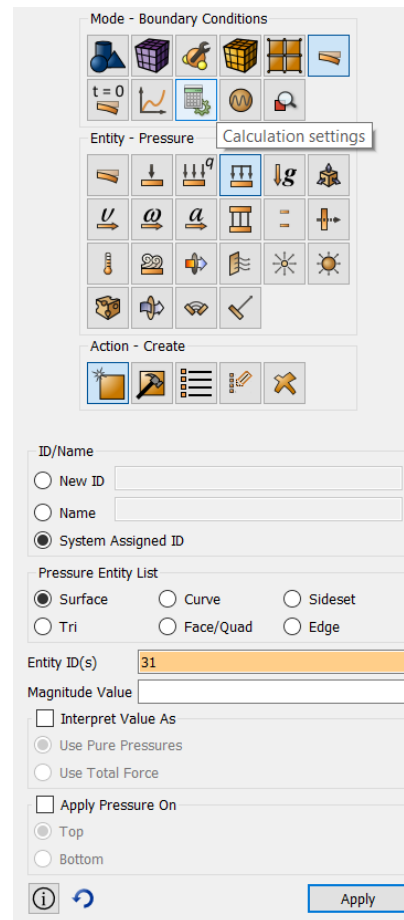 Mode - Boundary Conditions
t = 0
Calculation settings
Entity - Pressure
q
g
υ ω a
Action - Create
ID/Name
New ID
Name
System Assigned ID
Pressure Entity List
Surface Curve Sideset
Tri Face/Quad Edge
Entity ID(s) 31
Magnitude Value
Interpret Value As
Use Pure Pressures
Use Total Force
Apply Pressure On
Top
Bottom
i Apply